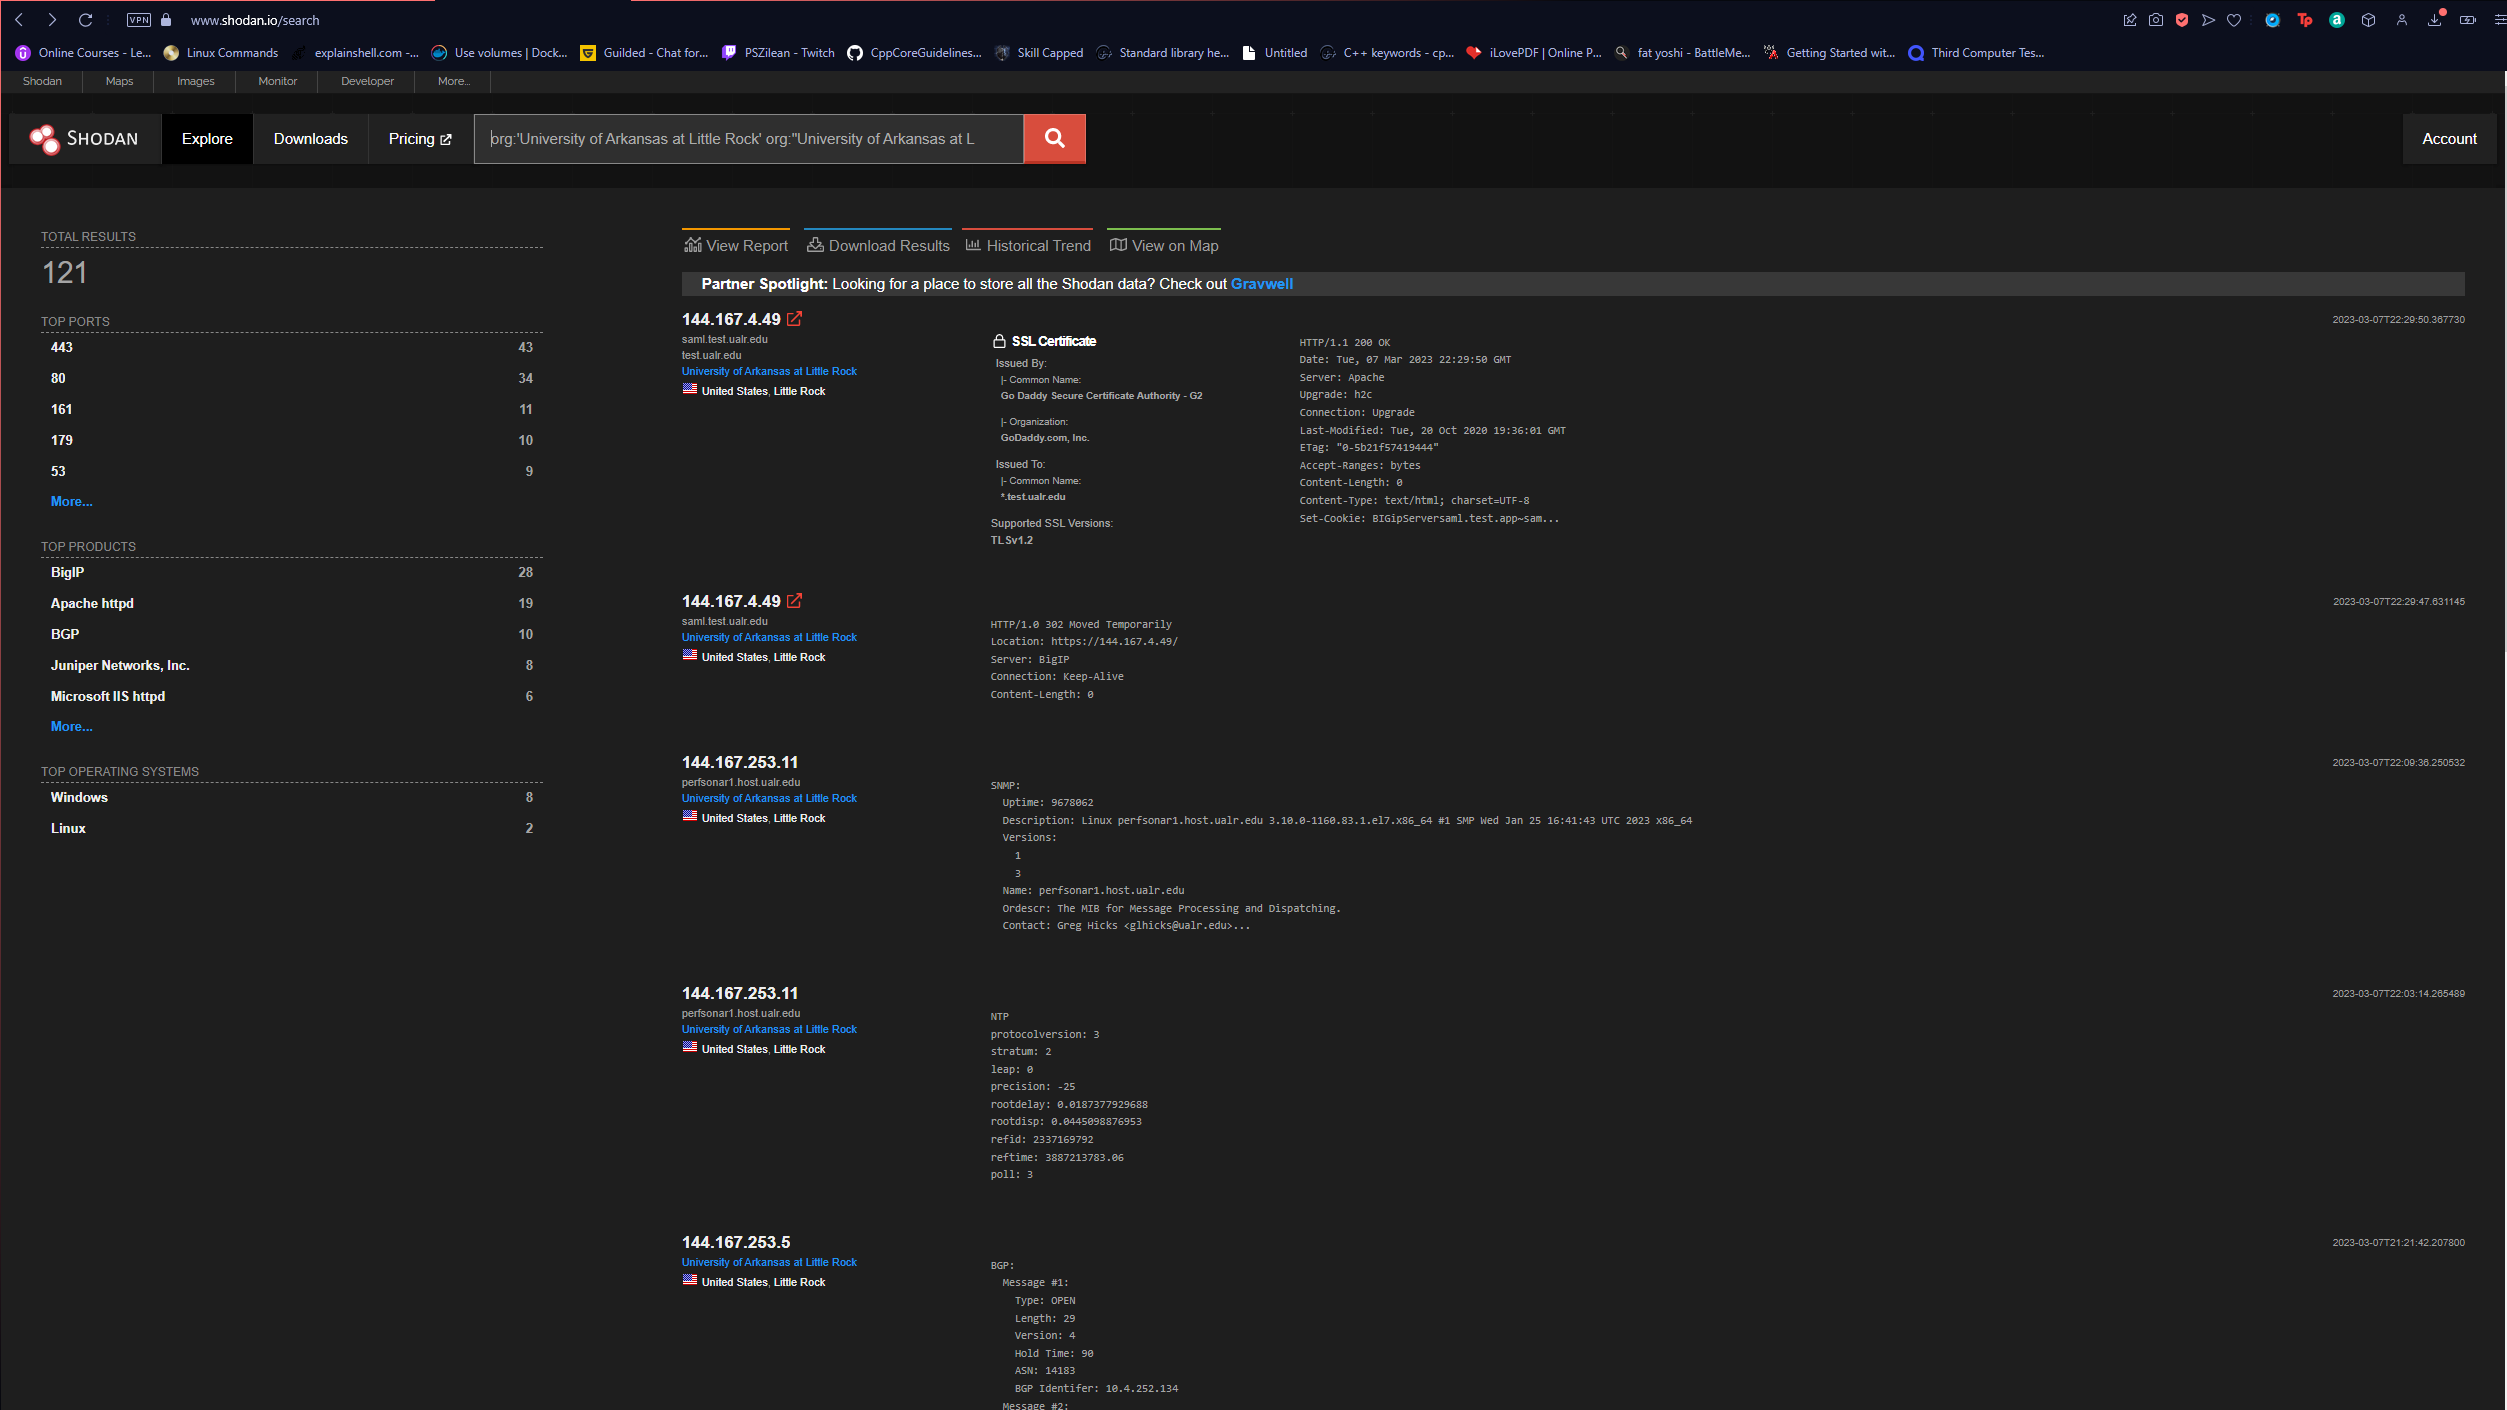 VPN www.shodan.io/search
Online Courses - Le... Linux Commands explainshell.com -... Use volumes | Dock... Guilded - Chat for... PSZilean - Twitch CppCoreGuidelines... Skill Capped Standard library he... Untitled C++ keywords - cp... iLovePDF | Online P... fat yoshi - BattleMe... Getting Started wit... Third Computer Tes...
Shodan Maps Images Monitor Developer More...
SHODAN Explore Downloads Pricing org:'University of Arkansas at Little Rock' org:"University of Arkansas at L Account
TOTAL RESULTS
121
TOP PORTS
443 43
80 34
161 11
179 10
53 9
More...
TOP PRODUCTS
BigIP 28
Apache httpd 19
BGP 10
Juniper Networks, Inc. 8
Microsoft IIS httpd 6
More...
TOP OPERATING SYSTEMS
Windows 8
Linux 2
View Report Download Results Historical Trend View on Map
Partner Spotlight: Looking for a place to store all the Shodan data? Check out Gravwell
144.167.4.49
saml.test.ualr.edu
test.ualr.edu
University of Arkansas at Little Rock
United States, Little Rock
SSL Certificate
Issued By:
|- Common Name:
Go Daddy Secure Certificate Authority - G2
|- Organization:
GoDaddy.com, Inc.
Issued To:
|- Common Name:
*.test.ualr.edu
Supported SSL Versions:
TLSv1.2
HTTP/1.1 200 OK
Date: Tue, 07 Mar 2023 22:29:50 GMT
Server: Apache
Upgrade: h2c
Connection: Upgrade
Last-Modified: Tue, 20 Oct 2020 19:36:01 GMT
ETag: "0-5b21f57419444"
Accept-Ranges: bytes
Content-Length: 0
Content-Type: text/html; charset=UTF-8
Set-Cookie: BIGipServersaml.test.app~sam...
2023-03-07T22:29:50.367730
144.167.4.49
saml.test.ualr.edu
University of Arkansas at Little Rock
United States, Little Rock
HTTP/1.0 302 Moved Temporarily
Location: https://144.167.4.49/
Server: BigIP
Connection: Keep-Alive
Content-Length: 0
2023-03-07T22:29:47.631145
144.167.253.11
perfsonar1.host.ualr.edu
University of Arkansas at Little Rock
United States, Little Rock
SNMP:
Uptime: 9678062
Description: Linux perfsonar1.host.ualr.edu 3.10.0-1160.83.1.el7.x86_64 #1 SMP Wed Jan 25 16:41:43 UTC 2023 x86_64
Versions:
1
3
Name: perfsonar1.host.ualr.edu
Ordescr: The MIB for Message Processing and Dispatching.
Contact: Greg Hicks <glhicks@ualr.edu>...
2023-03-07T22:09:36.250532
144.167.253.11
perfsonar1.host.ualr.edu
University of Arkansas at Little Rock
United States, Little Rock
NTP
protocolversion: 3
stratum: 2
leap: 0
precision: -25
rootdelay: 0.0187377929688
rootdisp: 0.0445098876953
refid: 2337169792
reftime: 3887213783.06
poll: 3
2023-03-07T22:03:14.265489
144.167.253.5
University of Arkansas at Little Rock
United States, Little Rock
BGP:
Message #1:
Type: OPEN
Length: 29
Version: 4
Hold Time: 90
ASN: 14183
BGP Identifer: 10.4.252.134
Message #2:
2023-03-07T21:21:42.207800